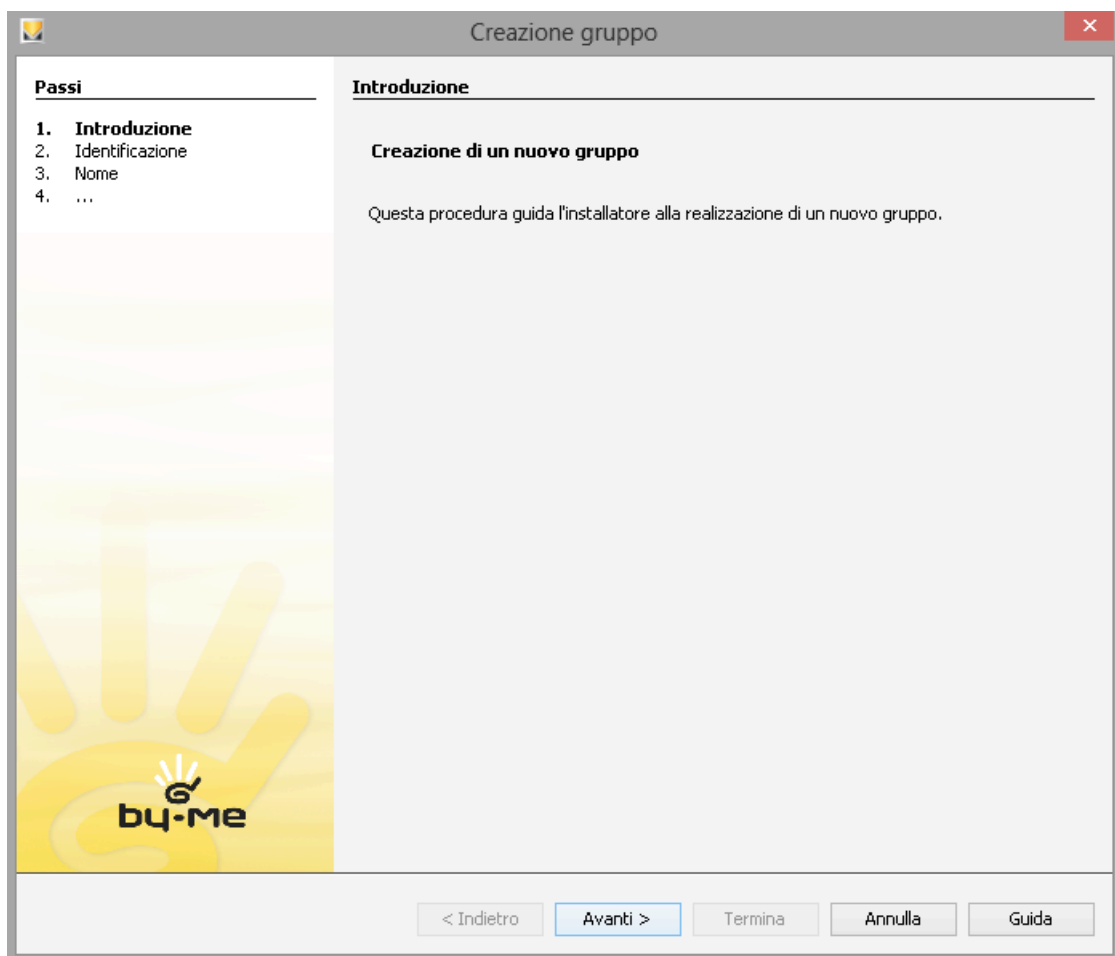 Creazione gruppo
Passi
1. Introduzione
2. Identificazione
3. Nome
4. ...
Introduzione
Creazione di un nuovo gruppo
Questa procedura guida l'installatore alla realizzazione di un nuovo gruppo.
by-me
< Indietro
Avanti >
Termina
Annulla
Guida